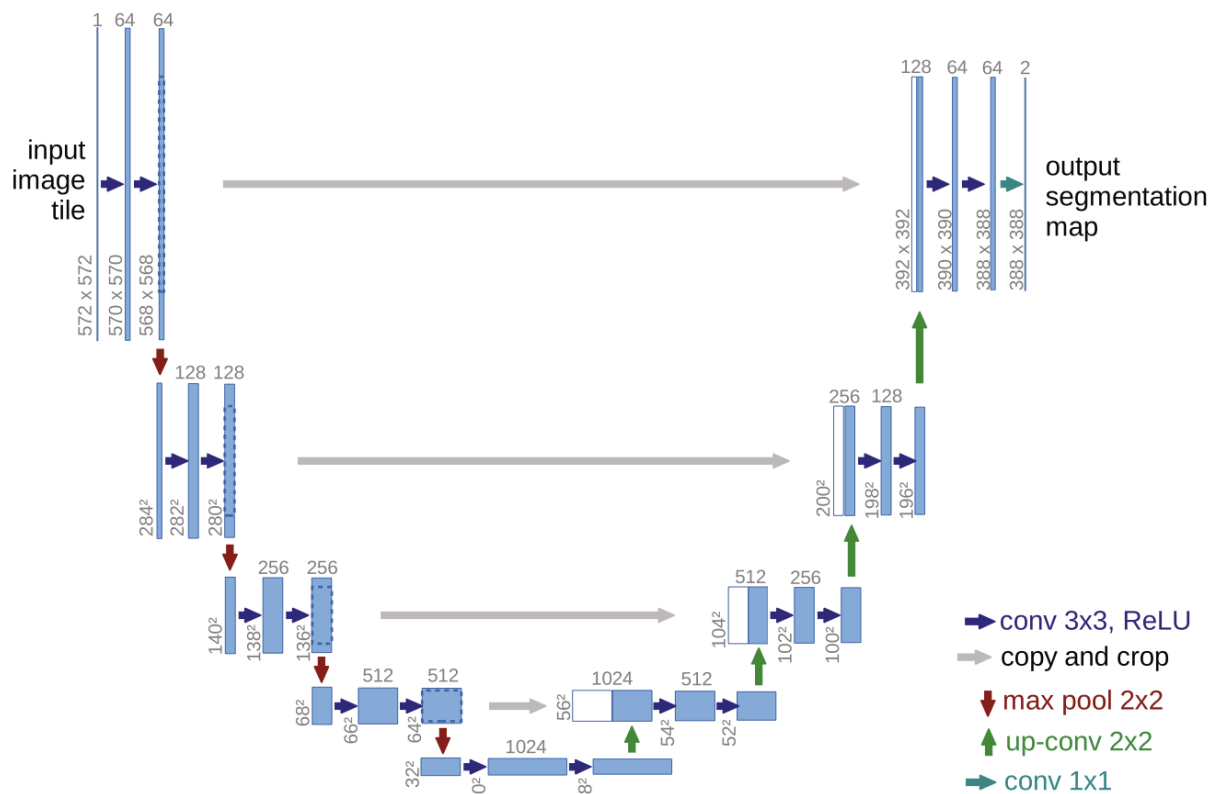 1 64 64
input
image
tile
572 x 572
570 x 570
568 x 568
128 64 64 2
output
segmentation
map
392 x 392
390 x 390
388 x 388
388 x 388
128 128
284²
282²
280²
256 128
200²
198²
196²
256 256
140²
138²
136²
512 256
104²
102²
100²
512 512
68²
66²
64²
1024 512
56²
54²
52²
1024
32²
0²
8²
conv 3x3, ReLU
copy and crop
max pool 2x2
up-conv 2x2
conv 1x1